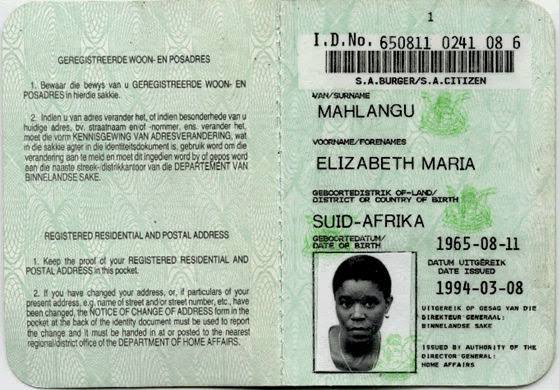 GEREGISTREERDE WOON- EN POSADRES
1. Bewaar die bewys van u GEREGISTREERDE WOON- EN
POSADRES in hierdie sakkie.
2. Indien u van adres verander het, of indien besonderhede van u
huidige adres, bv. straatnaam en/of -nommer, ens. verander het,
moet die vorm KENNISGEWING VAN ADRESVERANDERING, wat
in die sakkie agter in die identiteitsdokument is, gebruik word om die
verandering aan te meld en moet dit ingedien word by of gepos word
aan die naaste streek-/distrikkantoor van die DEPARTEMENT VAN
BINNELANDSE SAKE.
REGISTERED RESIDENTIAL AND POSTAL ADDRESS
1. Keep the proof of your REGISTERED RESIDENTIAL AND
POSTAL ADDRESS in this pocket.
2. If you have changed your address, or, if particulars of your
present address, e.g. name of street and/or street number, etc., have
been changed, the NOTICE OF CHANGE OF ADDRESS form in the
pocket at the back of the identity document must be used to report
the change and it must be handed in at or posted to the nearest
regional/district office of the DEPARTMENT OF HOME AFFAIRS.
1
I.D.No. 650811 0241 08 6
S.A.BURGER/S.A.CITIZEN
VAN/SURNAME
MAHLANGU
VOORNAME/FORENAMES
ELIZABETH MARIA
GEBOORTEDISTRIK OF-LAND/
DISTRICT OR COUNTRY OF BIRTH
SUID-AFRIKA
GEBOORTEDATUM/
DATE OF BIRTH
1965-08-11
DATUM UITGEREIK
DATE ISSUED
1994-03-08
UITGEREIK OP GESAG VAN DIE
DIREKTEUR GENERAAL:
BINNELANDSE SAKE
ISSUED BY AUTHORITY OF THE
DIRECTOR GENERAL:
HOME AFFAIRS